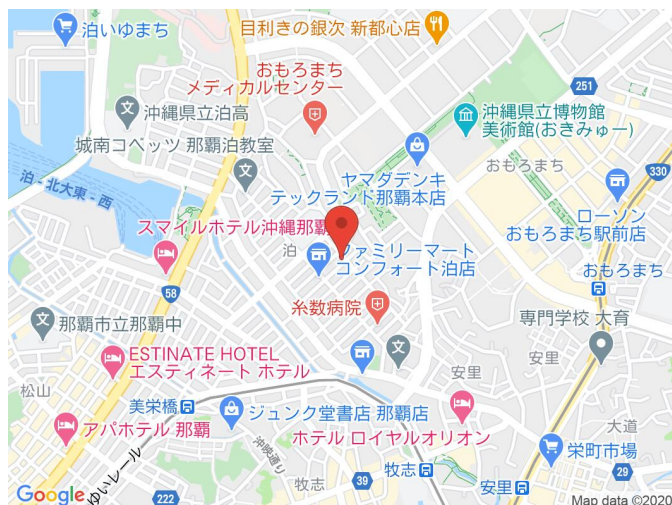 泊いゆまち
目利きの銀次 新都心店
おもろまち
メディカルセンター
251
沖縄県立泊高
沖縄県立博物館
美術館(おきみゅー)
城南コベッツ 那覇泊教室
おもろまち
330
ヤマダデンキ
テックランド那覇本店
泊 - 北大東 - 西
ローソン
おもろまち駅前店
スマイルホテル沖縄那覇
泊
ファミリーマート
コンフォート泊店
おもろまち
58
糸数病院
那覇市立那覇中
専門学校 大育
ESTINATE HOTEL
エスティネート ホテル
松山
安里
安里
美栄橋
ジュンク堂書店 那覇店
アパホテル 那覇
ホテル ロイヤルオリオン
大道
沖映通り
栄町市場
牧志
牧志
29
39
安里
ゆいレール
222
Google
Map data ©2020